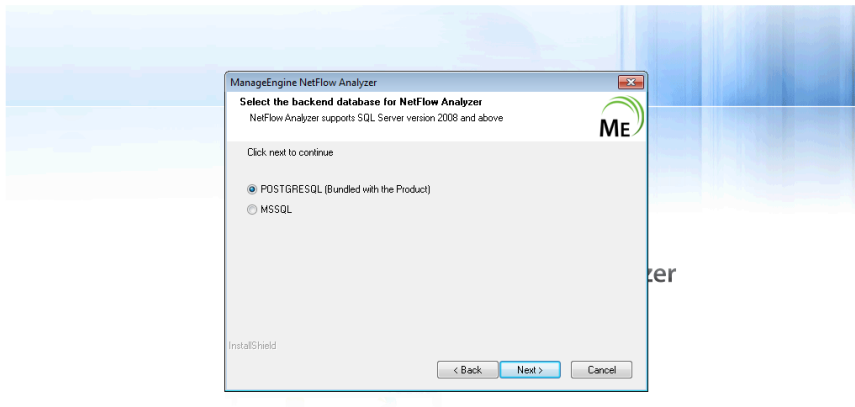 ManageEngine NetFlow Analyzer
Select the backend database for NetFlow Analyzer
NetFlow Analyzer supports SQL Server version 2008 and above
ME
Click next to continue
POSTGRESQL (Bundled with the Product)
MSSQL
zer
InstallShield
< Back
Next >
Cancel